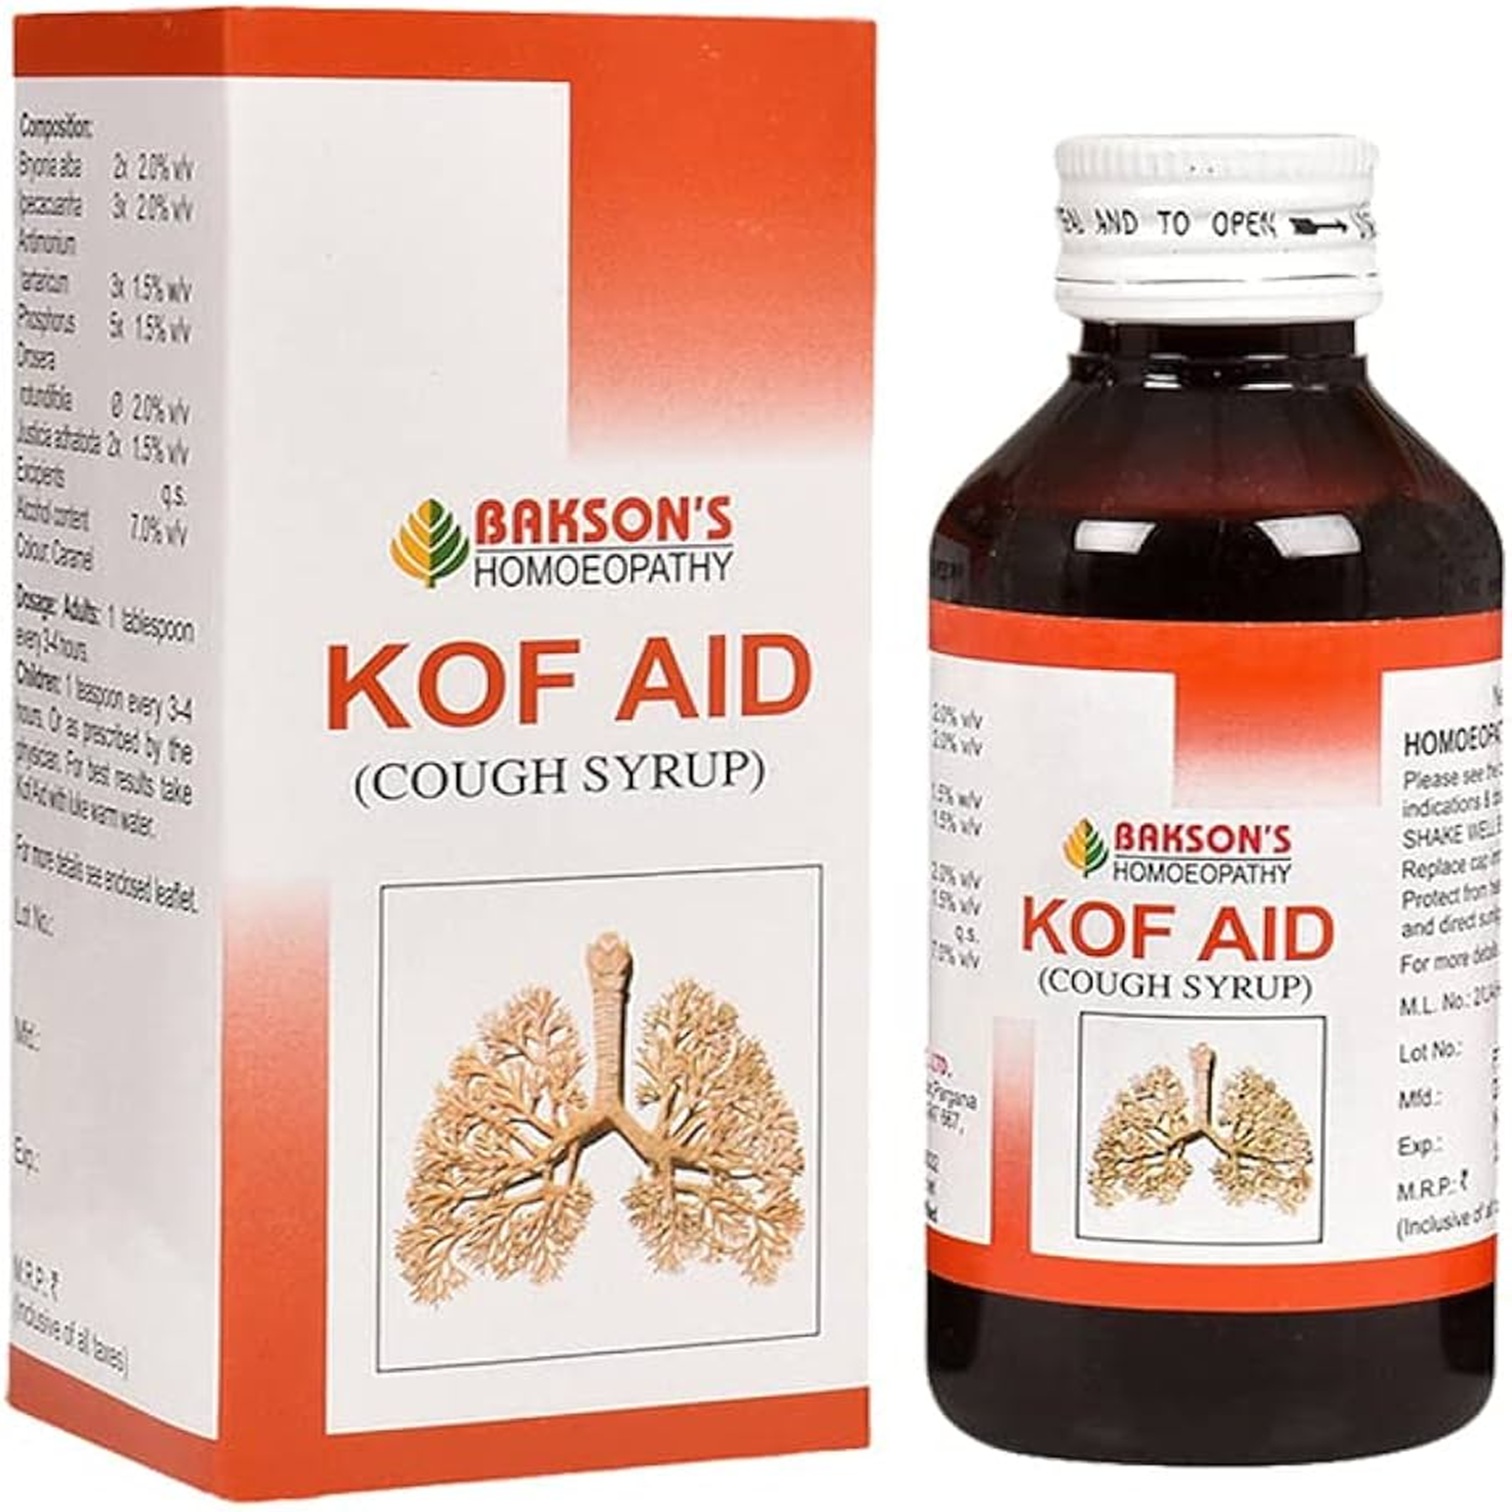 Composition:
Bryonia alba 2x 2.0% v/v
Ipecacuanha 3x 2.0% v/v
Antimonium
tartaricum 3x 1.5% w/v
Phosphorus 5x 1.5% v/v
Drosera
rotundifolia Ø 2.0% v/v
Justicia adhatoda 2x 1.5% v/v
Excipients q.s.
Alcohol content 7.0% v/v
Colour: Caramel
Dosage: Adults: 1 tablespoon
every 3-4 hours.
Children: 1 teaspoon every 3-4
hours. Or as prescribed by the
physician. For best results take
Kof Aid with Luke warm water.
For more details see enclosed leaflet.
Lot No.:
Mfd.:
Exp.:
M.R.P.: ₹
(Inclusive of all taxes)
BAKSON'S
HOMOEOPATHY
KOF AID
(COUGH SYRUP)
AND TO OPEN
2.0% v/v
2.0% v/v
1.5% w/v
1.5% v/v
2.0% v/v
1.5% v/v
q.s.
7.0% v/v
LTD.
Pargana
BAKSON'S
HOMOEOPATHY
KOF AID
(COUGH SYRUP)
HOMOEOPA
Please see the
indications &
SHAKE WELL
Replace cap
Protect from
and direct
For more details
M.L. No.:
Lot No.:
Mfd.:
Exp.:
M.R.P.: ₹
(Inclusive of